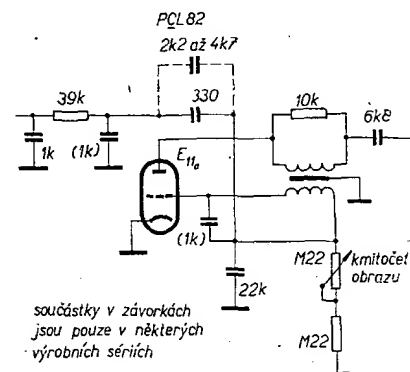 PCL82
2k2 až 4k7
39k
330
10k
6k8
1k
(1k)
E11a
(1k)
M22
kmitočet
obrazu
22k
M22
součástky v závorkách
jsou pouze v některých
výrobních sériích